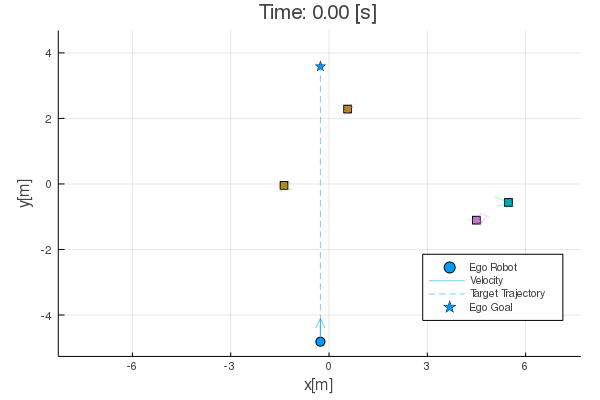 Time: 0.00 [s]
4
2
0
-2
-4
y[m]
Ego Robot
Velocity
Target Trajectory
Ego Goal
-6
-3
0
3
6
x[m]